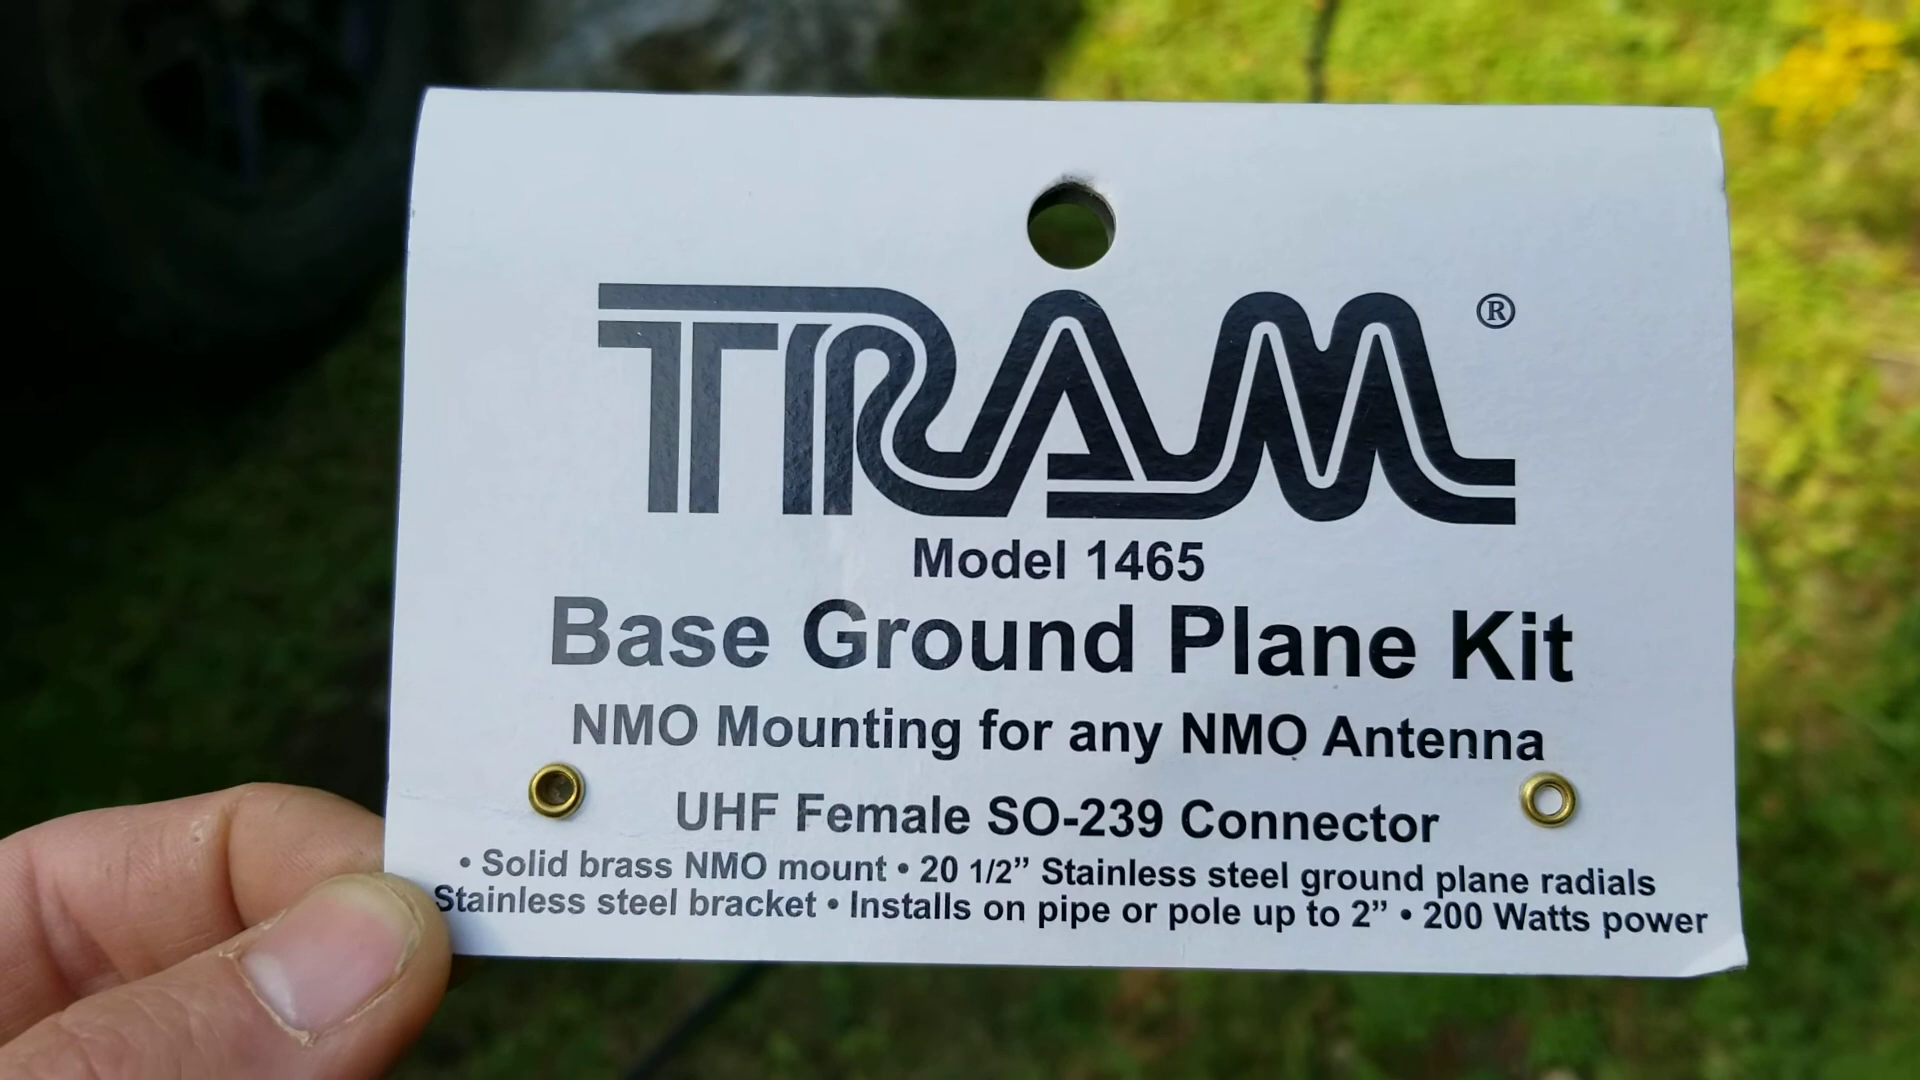 TRAM ®
Model 1465
Base Ground Plane Kit
NMO Mounting for any NMO Antenna
UHF Female SO-239 Connector
• Solid brass NMO mount • 20 1/2” Stainless steel ground plane radials
Stainless steel bracket • Installs on pipe or pole up to 2” • 200 Watts power